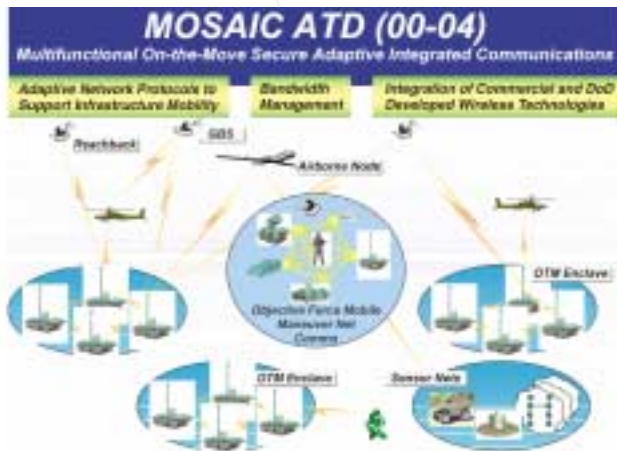 MOSAIC ATD (00-04)
Multifunctional On-the-Move Secure Adaptive Integrated Communications
Adaptive Network Protocols to
Support Infrastructure Mobility
Bandwidth
Management
Integration of Commercial and DoD
Developed Wireless Technologies
Reachback
GBS
Airborne Node
OTM Enclave
Objective Force Mobile
Maneuver Net
Comms
OTM Enclave
Sensor Nets